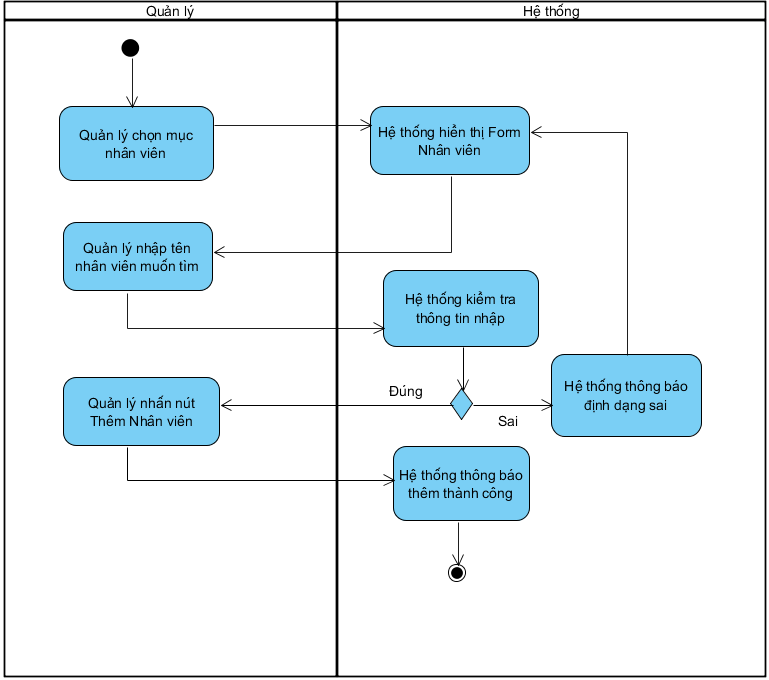 Quản lý
Hệ thống
Quản lý chọn mục
nhân viên
Hệ thống hiển thị Form
Nhân viên
Quản lý nhập tên
nhân viên muốn tìm
Hệ thống kiểm tra
thông tin nhập
Đúng
Sai
Hệ thống thông báo
định dạng sai
Quản lý nhấn nút
Thêm Nhân viên
Hệ thống thông báo
thêm thành công